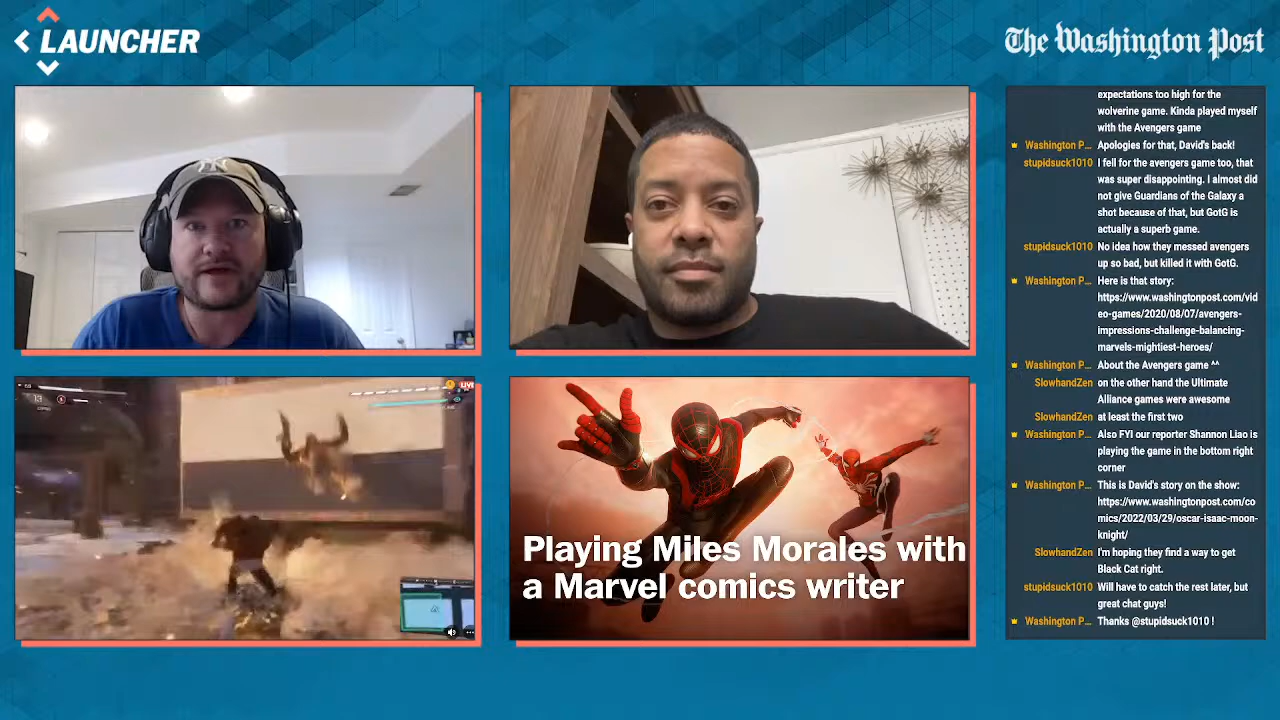 LAUNCHER
The Washington Post
expectations too high for the
wolverine game. Kinda played myself
with the Avengers game
Washington P... Apologies for that, David's back!
stupidsuck1010 I fell for the avengers game too, that
was super disappointing. I almost did
not give Guardians of the Galaxy a
shot because of that, but GotG is
actually a superb game.
stupidsuck1010 No idea how they messed avengers
up so bad, but killed it with GotG.
Washington P... Here is that story:
https://www.washingtonpost.com/vid
eo-games/2020/08/07/avengers-
impressions-challenge-balancing-
marvels-mightiest-heroes/
Washington P... About the Avengers game ^^
SlowhandZen on the other hand the Ultimate
Alliance games were awesome
SlowhandZen at least the first two
Washington P... Also FYI our reporter Shannon Liao is
playing the game in the bottom right
corner
Washington P... This is David's story on the show:
https://www.washingtonpost.com/co
mics/2022/03/29/oscar-isaac-moon-
knight/
SlowhandZen I'm hoping they find a way to get
Black Cat right.
stupidsuck1010 Will have to catch the rest later, but
great chat guys!
Washington P... Thanks @stupidsuck1010 !
LIVE
13
Playing Miles Morales with
a Marvel comics writer